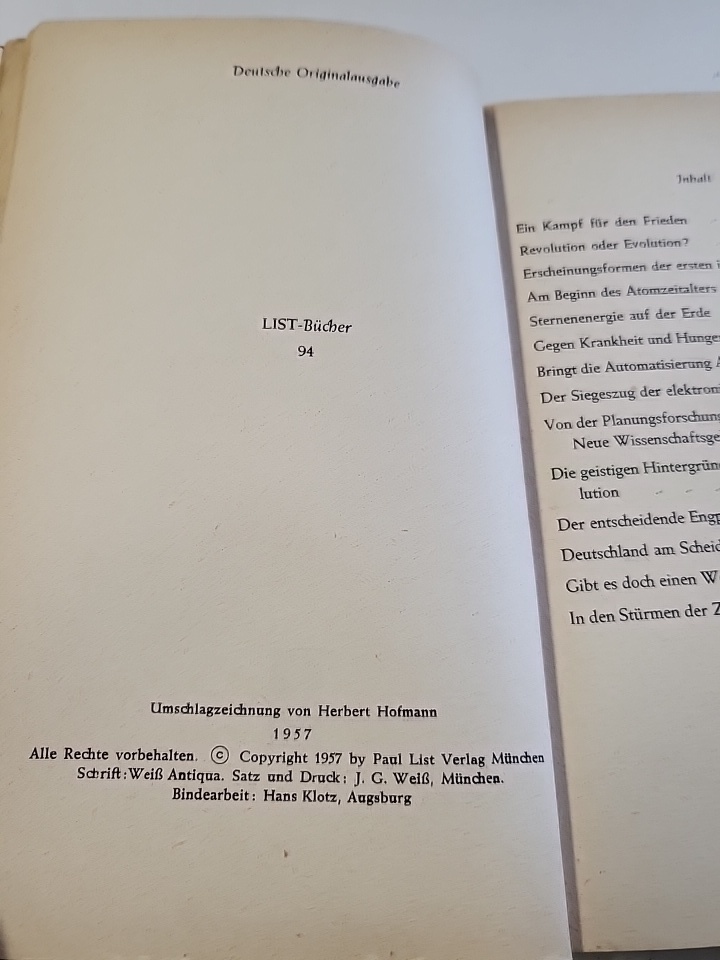 Deutsche Originalausgabe
LIST-Bücher
94
Umschlagzeichnung von Herbert Hofmann
1957
Alle Rechte vorbehalten. © Copyright 1957 by Paul List Verlag München
Schrift: Weiß Antiqua. Satz und Druck: J. G. Weiß, München.
Bindearbeit: Hans Klotz, Augsburg
Inhalt
Ein Kampf für den Frieden
Revolution oder Evolution?
Erscheinungsformen der ersten
Am Beginn des Atomzeitalters
Sternenenergie auf der Erde
Gegen Krankheit und
Bringt die Automatisierung
Der Siegeszug der
Von der
Neue
Die geistigen
lution
Der entscheidende
Deutschland am
Gibt es doch einen
In den Stürmen der